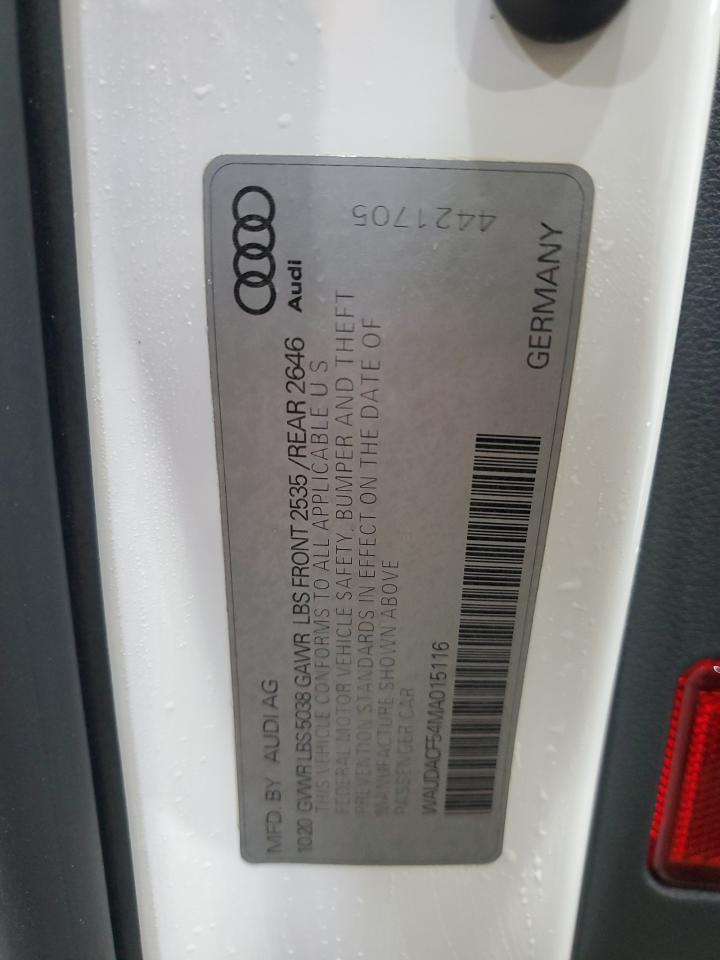 MFD. BY AUDI AG
1020 GVWR LBS 5038 GAWR LBS FRONT 2535 /REAR 2646
THIS VEHICLE CONFORMS TO ALL APPLICABLE U S
FEDERAL MOTOR VEHICLE SAFETY, BUMPER AND THEFT
PREVENTION STANDARDS IN EFFECT ON THE DATE OF
MANUFACTURE SHOWN ABOVE
PASSENGER CAR
WAUDACF54MA015116
Audi
GERMANY
4421705